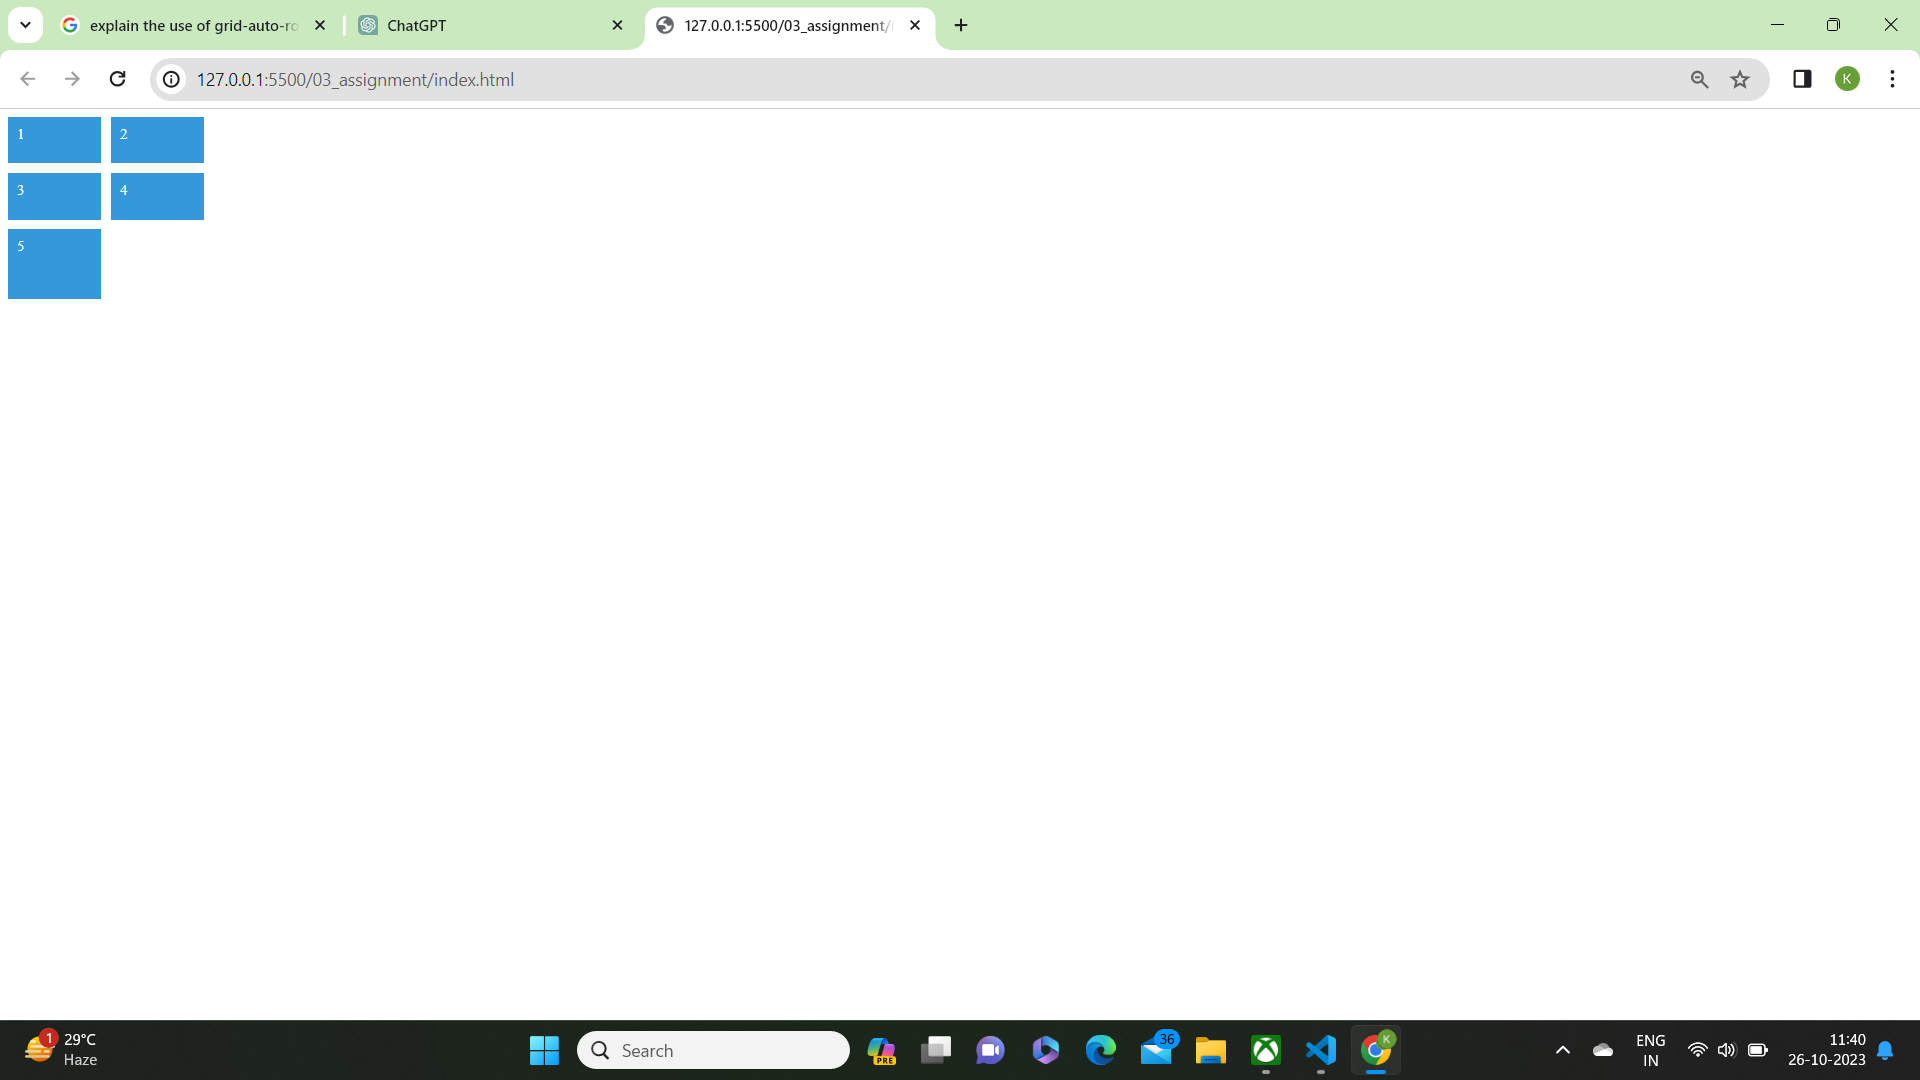 explain the use of grid-auto-ro
ChatGPT
127.0.0.1:5500/03_assignment/
127.0.0.1:5500/03_assignment/index.html
K
1 2
3 4
5
1
29°C
Haze
Search
PRE
36
K
ENG
IN
11:40
26-10-2023